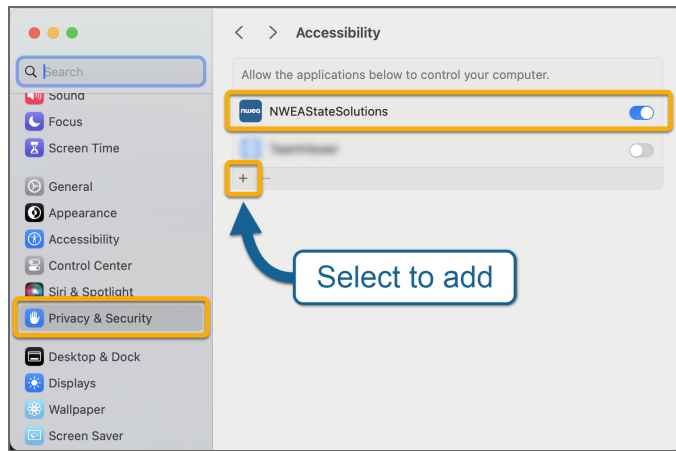 Accessibility
Search
Allow the applications below to control your computer.
Sound
nwea
NWEAStateSolutions
Focus
Screen Time
General
Appearance
Accessibility
Control Center
Siri & Spotlight
Select to add
Privacy & Security
Desktop & Dock
Displays
Wallpaper
Screen Saver